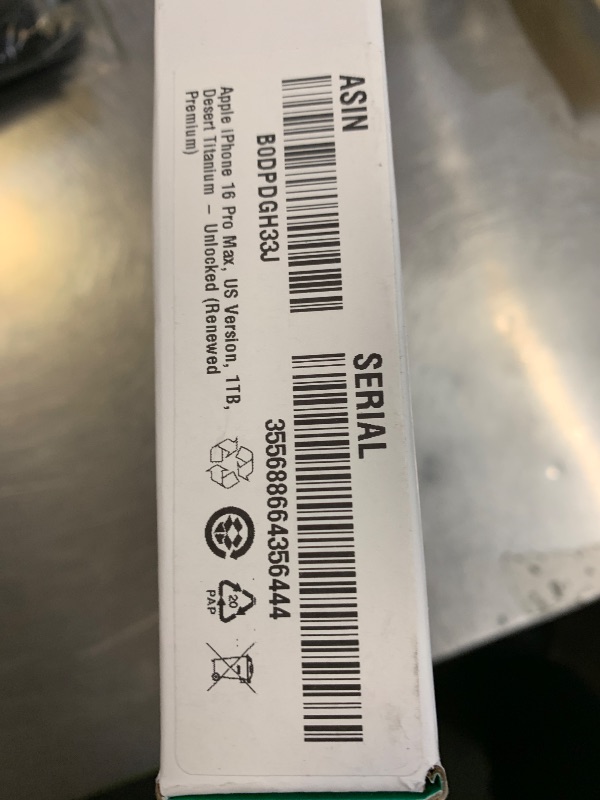 ASIN
B0DPDGH33J
Apple iPhone 16 Pro Max, US Version, 1TB,
Desert Titanium – Unlocked (Renewed
Premium)
SERIAL
355688664356444
20
PAP